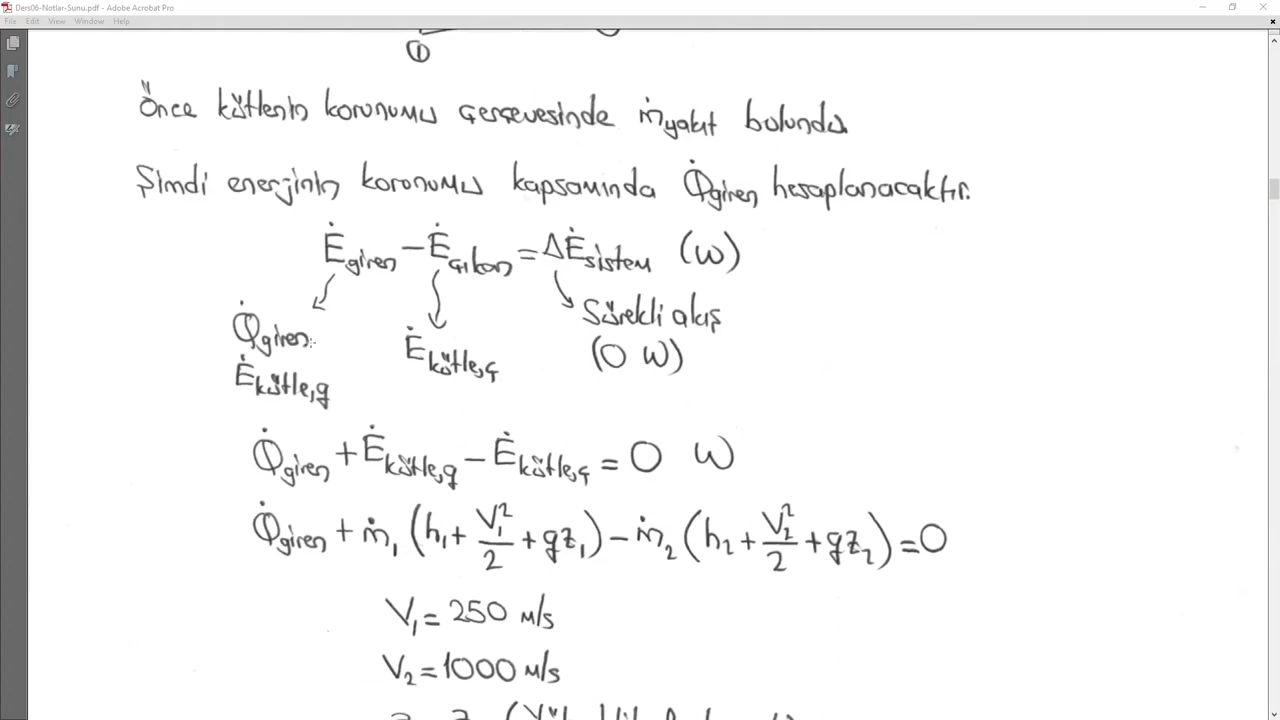 Ders06-Notlar-Sunu.pdf - Adobe Acrobat Pro
File Edit View Window Help
①
Önce kütlenin korunumu çerçevesinde ṁyakıt bulundu
Şimdi enerjinin korunumu kapsamında Q̇giren hesaplanacaktır.
Ėgiren − Ėçıkan = ΔĖsistem (W)
Q̇giren Ėkütle,ç Sürekli akış
Ėkütle,g (0 W)
Q̇giren + Ėkütle,g − Ėkütle,ç = 0 W
Q̇giren + ṁ₁ (h₁ + V₁²/2 + gz₁) − ṁ₂ (h₂ + V₂²/2 + gz₂) = 0
V₁ = 250 m/s
V₂ = 1000 m/s